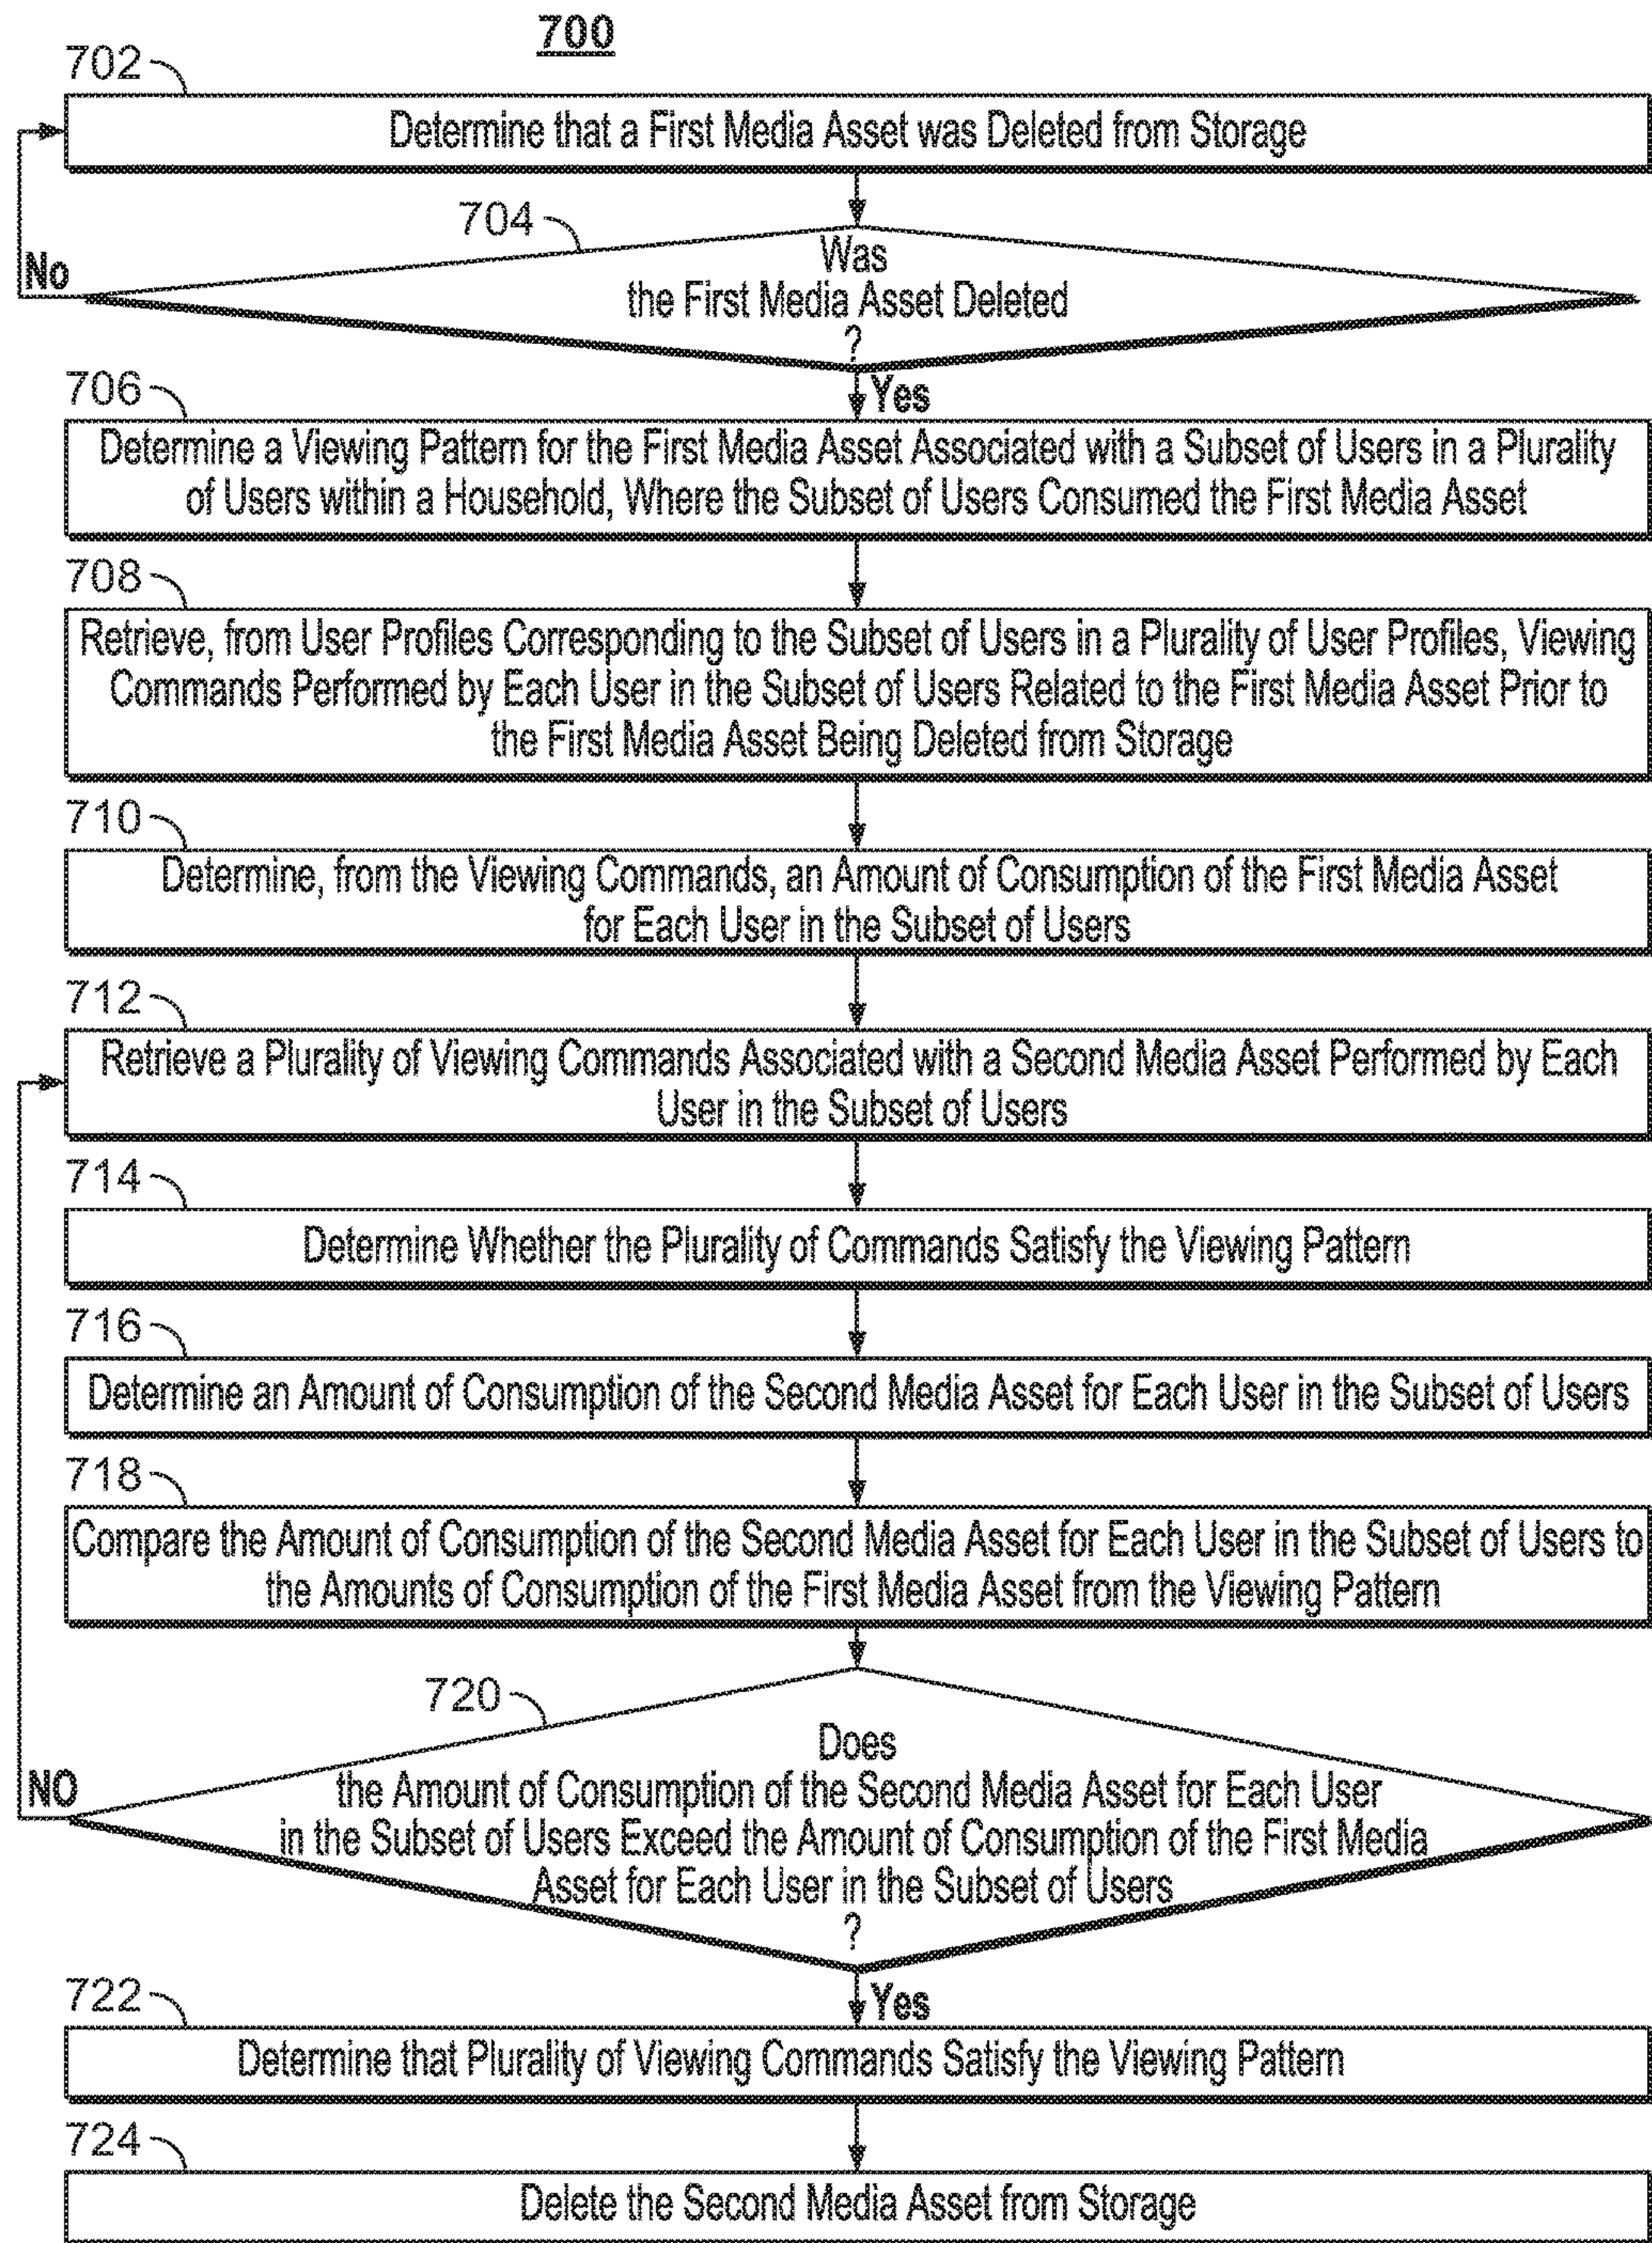 700
702
Determine that a First Media Asset was Deleted from Storage
704
Was
the First Media Asset Deleted
?
No
Yes
706
Determine a Viewing Pattern for the First Media Asset Associated with a Subset of Users in a Plurality
of Users within a Household, Where the Subset of Users Consumed the First Media Asset
708
Retrieve, from User Profiles Corresponding to the Subset of Users in a Plurality of User Profiles, Viewing
Commands Performed by Each User in the Subset of Users Related to the First Media Asset Prior to
the First Media Asset Being Deleted from Storage
710
Determine, from the Viewing Commands, an Amount of Consumption of the First Media Asset
for Each User in the Subset of Users
712
Retrieve a Plurality of Viewing Commands Associated with a Second Media Asset Performed by Each
User in the Subset of Users
714
Determine Whether the Plurality of Commands Satisfy the Viewing Pattern
716
Determine an Amount of Consumption of the Second Media Asset for Each User in the Subset of Users
718
Compare the Amount of Consumption of the Second Media Asset for Each User in the Subset of Users to
the Amounts of Consumption of the First Media Asset from the Viewing Pattern
720
Does
the Amount of Consumption of the Second Media Asset for Each User
in the Subset of Users Exceed the Amount of Consumption of the First Media
Asset for Each User in the Subset of Users
?
NO
Yes
722
Determine that Plurality of Viewing Commands Satisfy the Viewing Pattern
724
Delete the Second Media Asset from Storage